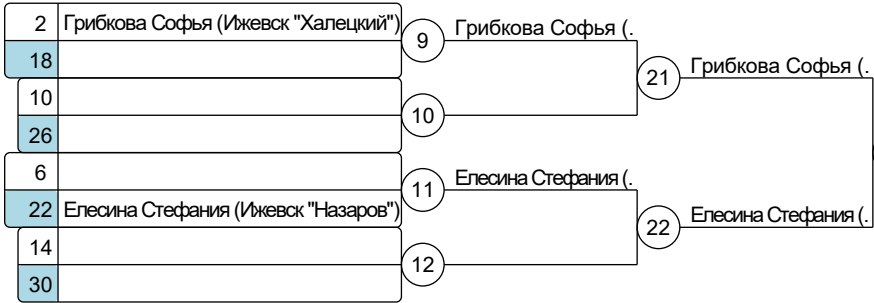 2 Грибкова Софья (Ижевск "Халецкий")
18
9 Грибкова Софья (.
10
26
10
21 Грибкова Софья (.
6
22 Елесина Стефания (Ижевск "Назаров")
11 Елесина Стефания (.
14
30
12
22 Елесина Стефания (.